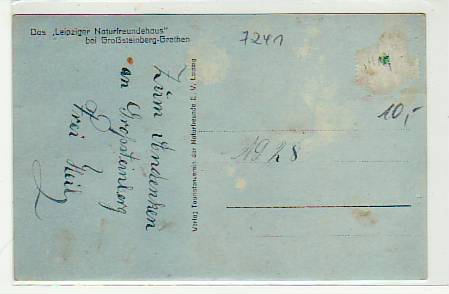 Das „Leipziger Naturfreundehaus"
bei Großsteinberg-Grethen
7241
10,-
Zum Andenken
an Großsteinberg
Frei Heil
Verlag Touristenverein der Naturfreunde E. V. Leipzig
1928